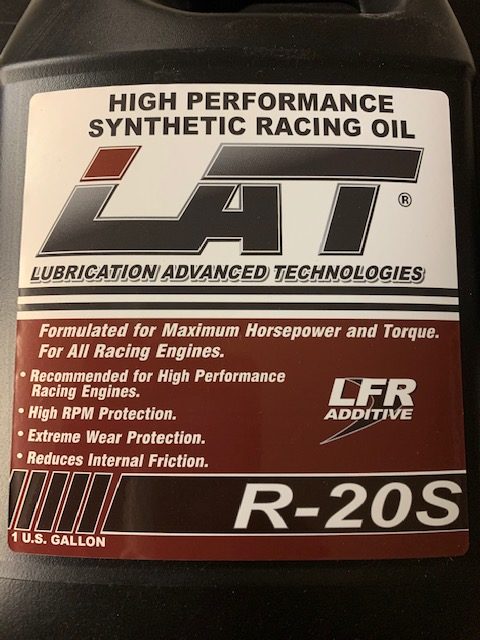 HIGH PERFORMANCE
SYNTHETIC RACING OIL
LAT®
LUBRICATION ADVANCED TECHNOLOGIES
Formulated for Maximum Horsepower and Torque.
For All Racing Engines.
• Recommended for High Performance
Racing Engines.
• High RPM Protection.
• Extreme Wear Protection.
• Reduces Internal Friction.
LFR
ADDITIVE
R-20S
1 U.S. GALLON